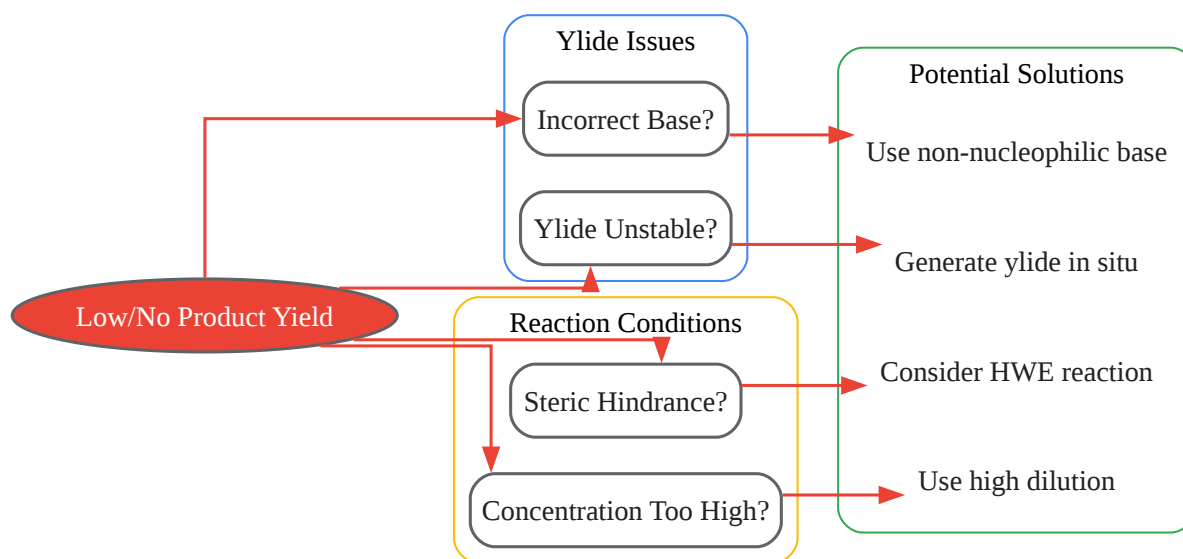 Low/No Product Yield
Ylide Issues
Incorrect Base?
Ylide Unstable?
Reaction Conditions
Steric Hindrance?
Concentration Too High?
Potential Solutions
Use non-nucleophilic base
Generate ylide in situ
Consider HWE reaction
Use high dilution